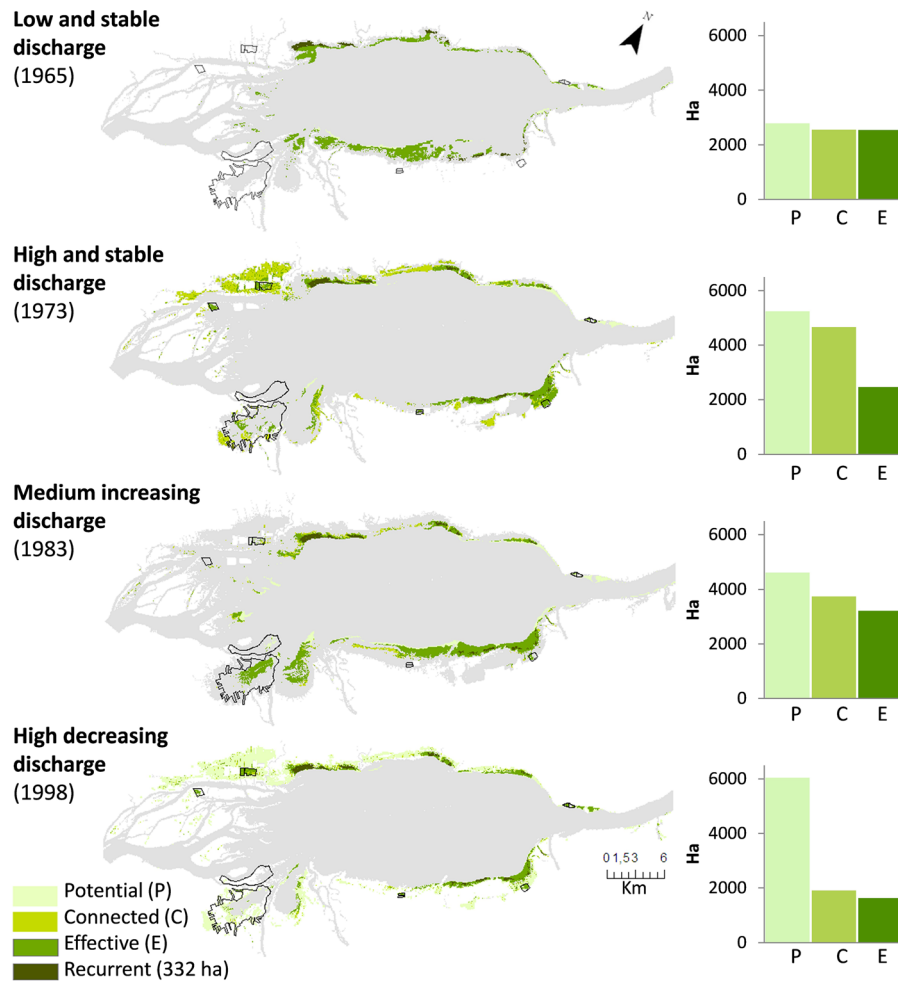 Low and stable
discharge
(1965)
N
6000
4000
2000
0
Ha
P C E
High and stable
discharge
(1973)
6000
4000
2000
0
Ha
P C E
Medium increasing
discharge
(1983)
6000
4000
2000
0
Ha
P C E
High decreasing
discharge
(1998)
0 1,53 6
Km
6000
4000
2000
0
Ha
P C E
Potential (P)
Connected (C)
Effective (E)
Recurrent (332 ha)